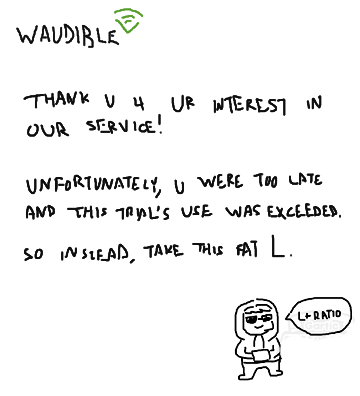 WAUDIBLE
THANK U 4 UR INTEREST IN
OUR SERVICE!
UNFORTUNATELY, U WERE TOO LATE
AND THIS TRIAL'S USE WAS EXCEEDED.
SO INSTEAD, TAKE THIS FAT L.
L+RATIO